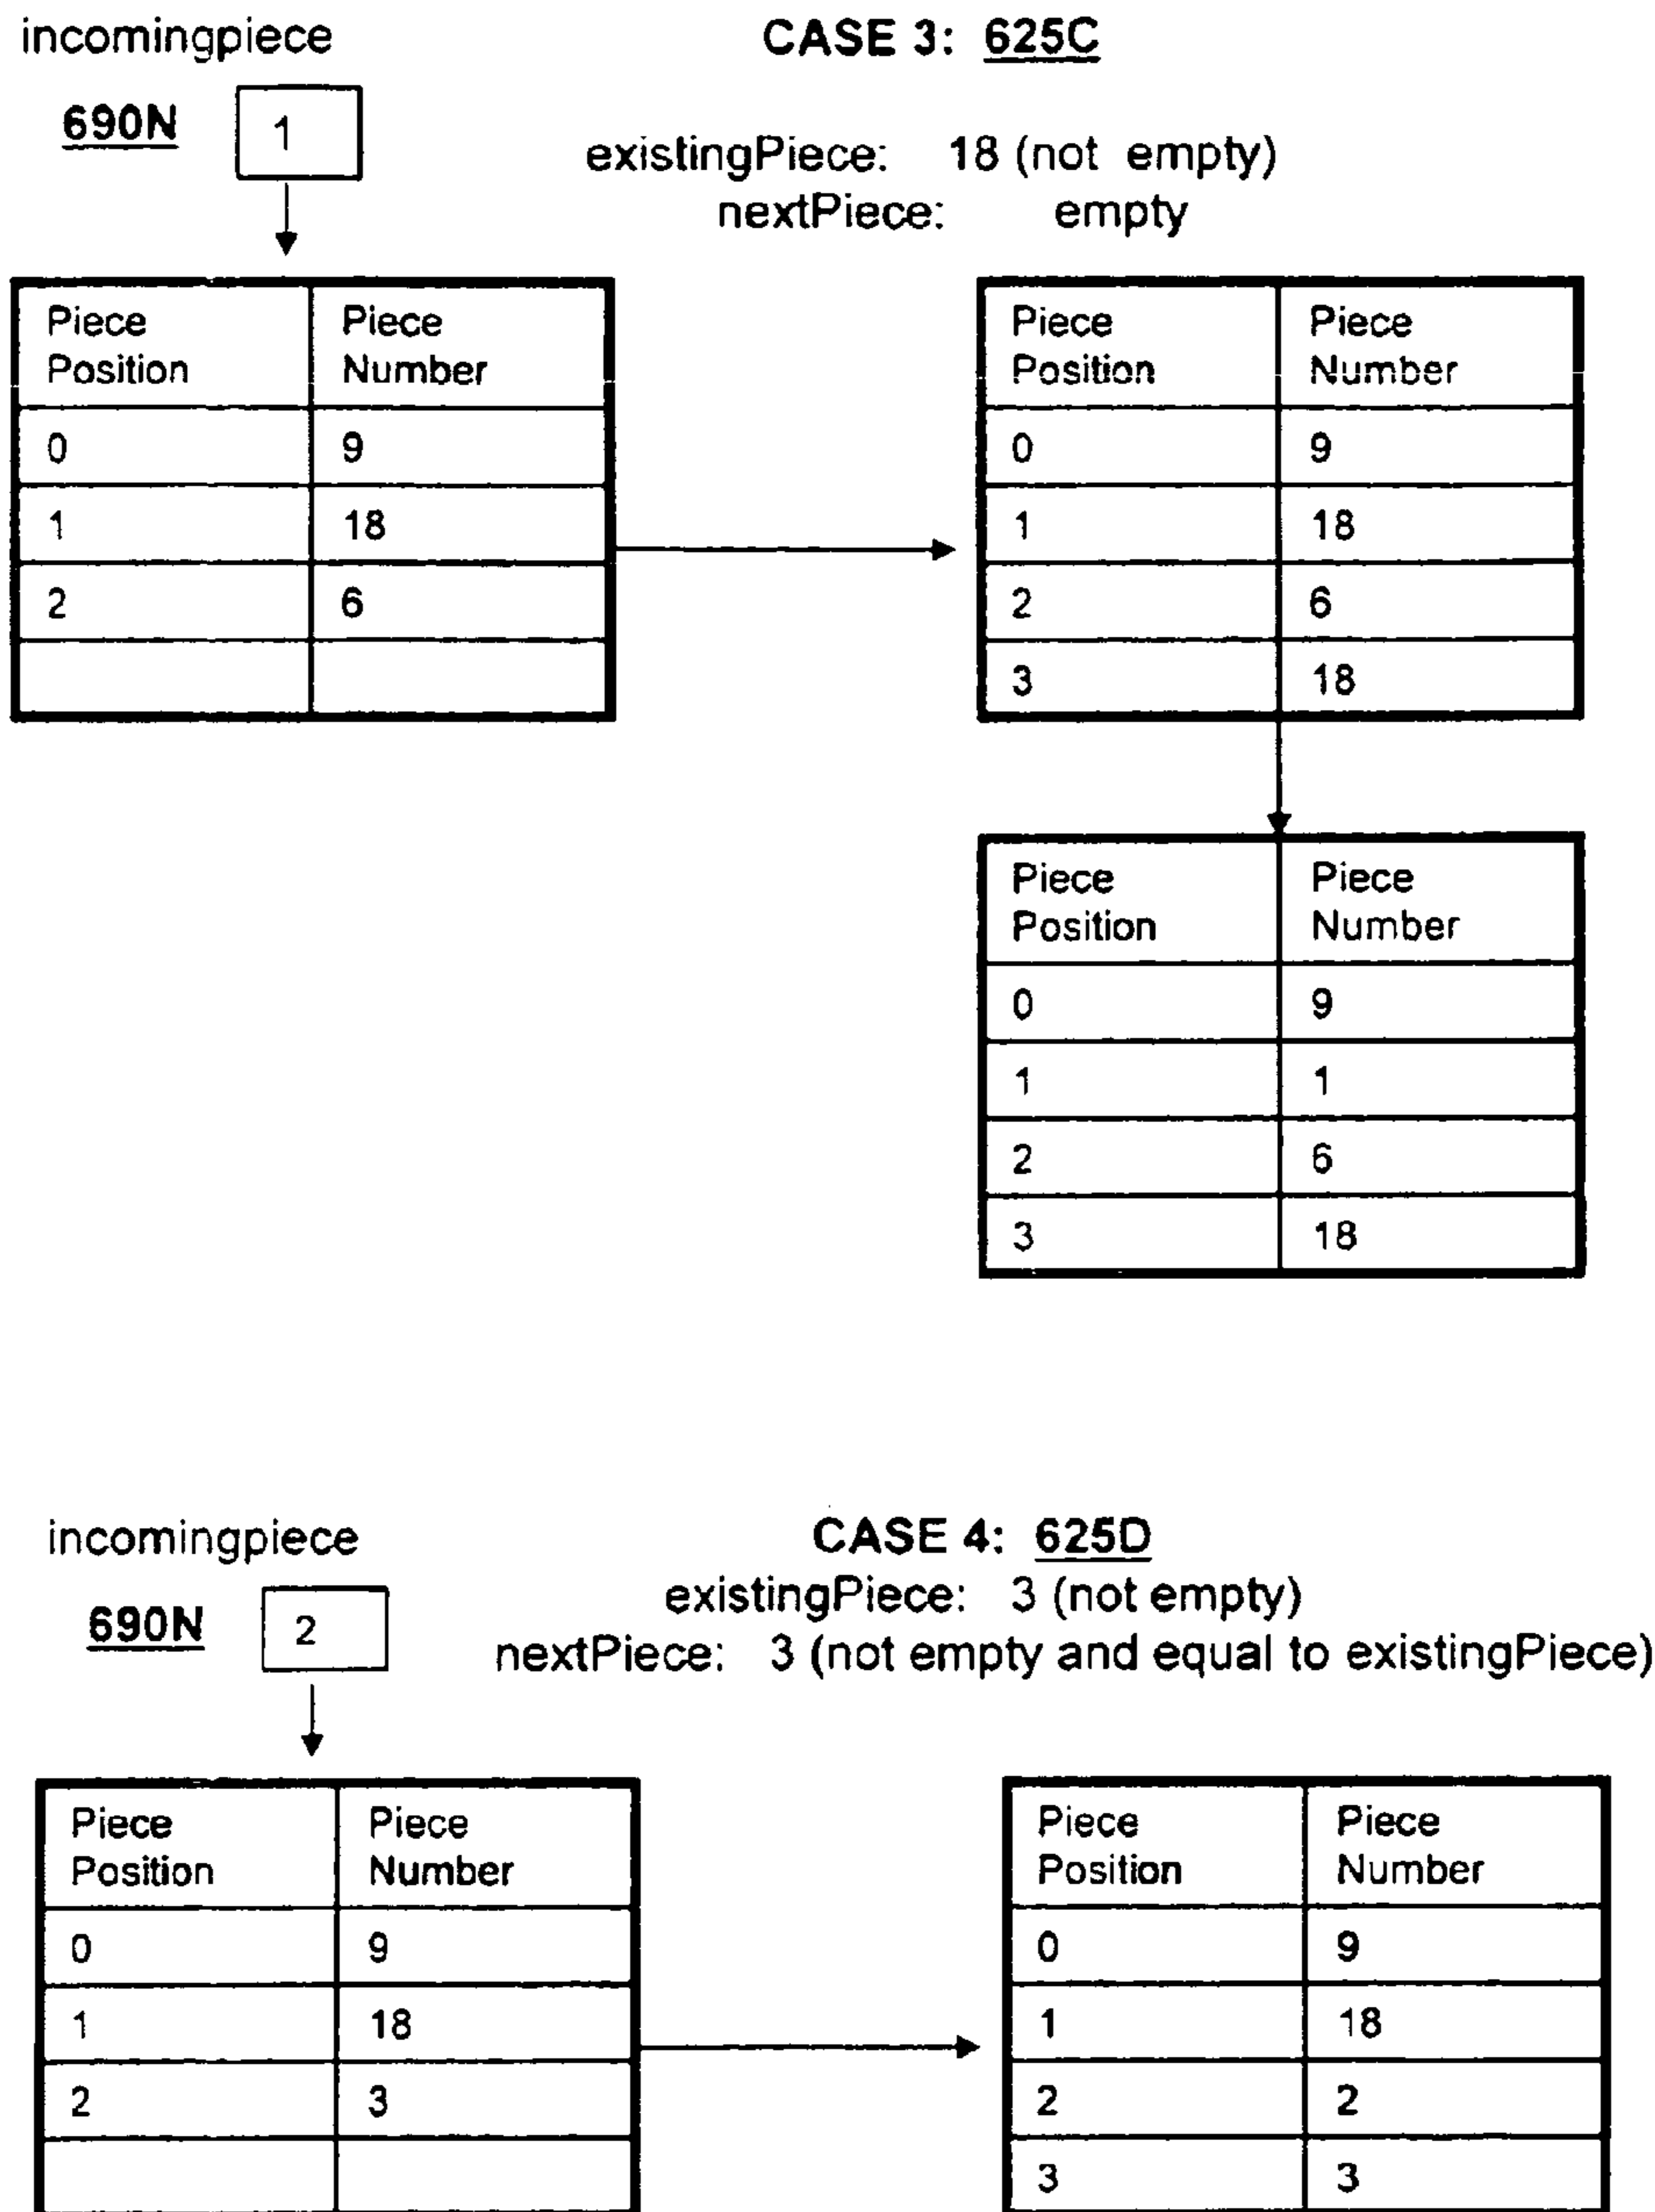 incomingpiece
CASE 3: 625C
690N 1
existingPiece: 18 (not empty)
nextPiece: empty
Piece Position Piece Number
0 9
1 18
2 6
Piece Position Piece Number
0 9
1 18
2 6
3 18
Piece Position Piece Number
0 9
1 1
2 6
3 18
incomingpiece
CASE 4: 625D
690N 2
existingPiece: 3 (not empty)
nextPiece: 3 (not empty and equal to existingPiece)
Piece Position Piece Number
0 9
1 18
2 3
Piece Position Piece Number
0 9
1 18
2 2
3 3